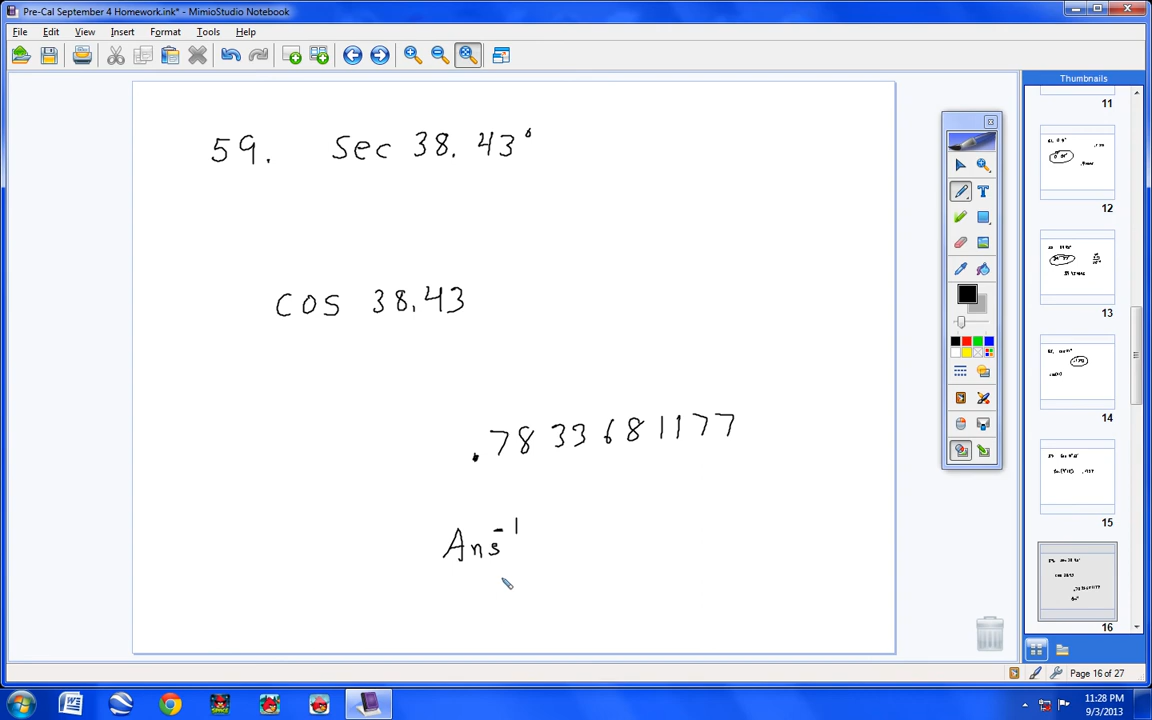 Pre-Cal September 4 Homework.ink* - MimioStudio Notebook
File Edit View Insert Format Tools Help
Thumbnails
59. Sec 38.43°
cos 38.43
.7833681177
Ans⁻¹
11
12
13
14
15
16
Page 16 of 27
11:28 PM
9/3/2013